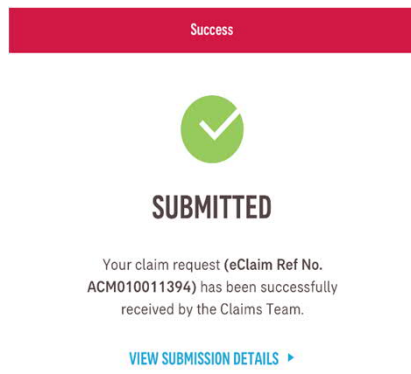 Success
SUBMITTED
Your claim request (eClaim Ref No.
ACM010011394) has been successfully
received by the Claims Team.
VIEW SUBMISSION DETAILS